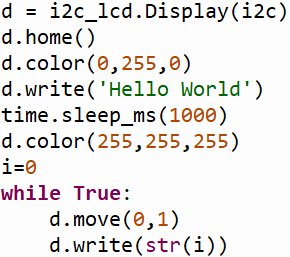 d = i2c_lcd.Display(i2c)
d.home()
d.color(0,255,0)
d.write('Hello World')
time.sleep_ms(1000)
d.color(255,255,255)
i=0
while True:
    d.move(0,1)
    d.write(str(i))